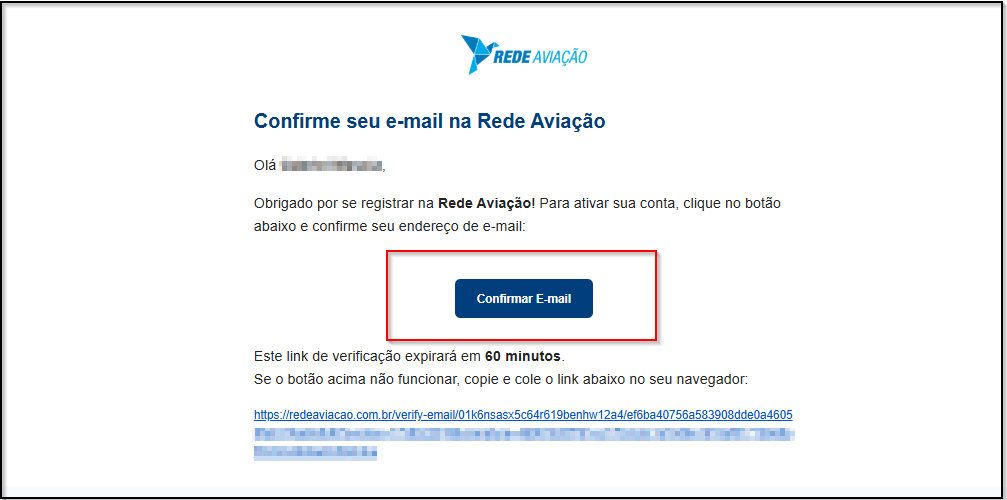 REDE AVIAÇÃO
Confirme seu e-mail na Rede Aviação
Olá ,
Obrigado por se registrar na Rede Aviação! Para ativar sua conta, clique no botão
abaixo e confirme seu endereço de e-mail:
Confirmar E-mail
Este link de verificação expirará em 60 minutos.
Se o botão acima não funcionar, copie e cole o link abaixo no seu navegador:
https://redeaviacao.com.br/verify-email/01k6nsasx5c64r619benhw12a4/ef6ba40756a583908dde0a4605